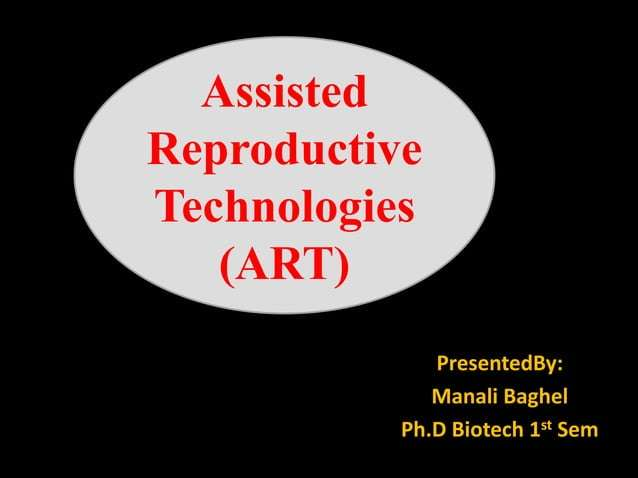 Assisted
Reproductive
Technologies
(ART)
PresentedBy:
Manali Baghel
Ph.D Biotech 1st Sem